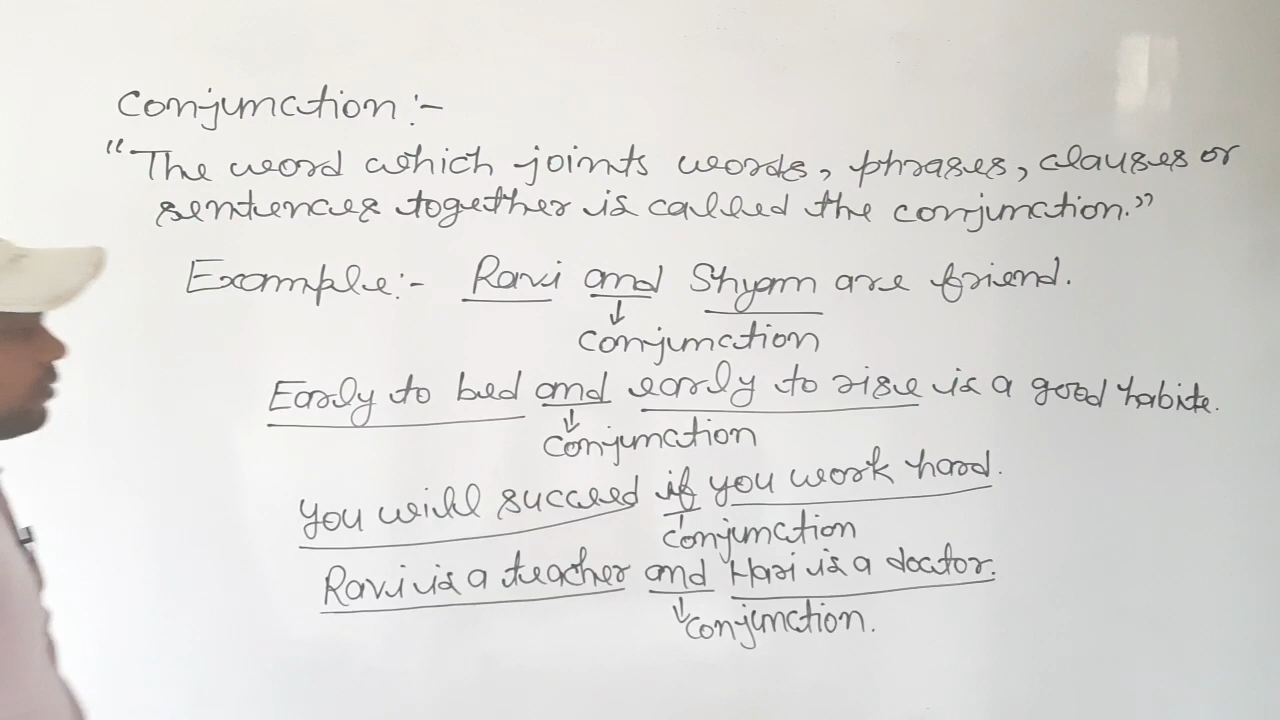 Conjunction:-
"The word which joints words, phrases, clauses or
sentences together is called the conjunction."
Example:- Ravi and Shyam are friend.
Conjunction
Early to bed and early to rise is a good habite.
Conjunction
You will succeed if you work hard.
Conjunction
Ravi is a teacher and Hari is a doctor.
Conjunction.